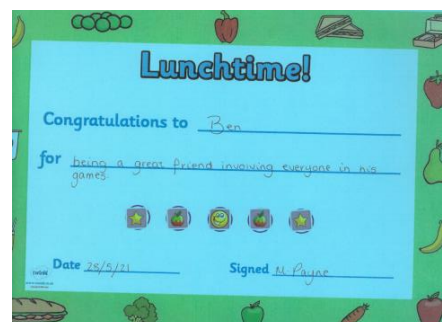 Lunchtime!
Congratulations to Ben
for being a great friend involving everyone in his
games.
Date 28/5/21 Signed M Payne
twinkl